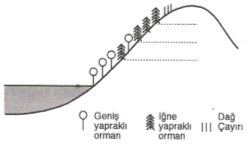 Geniş yapraklı orman
İğne yapraklı orman
Dağ Çayırı